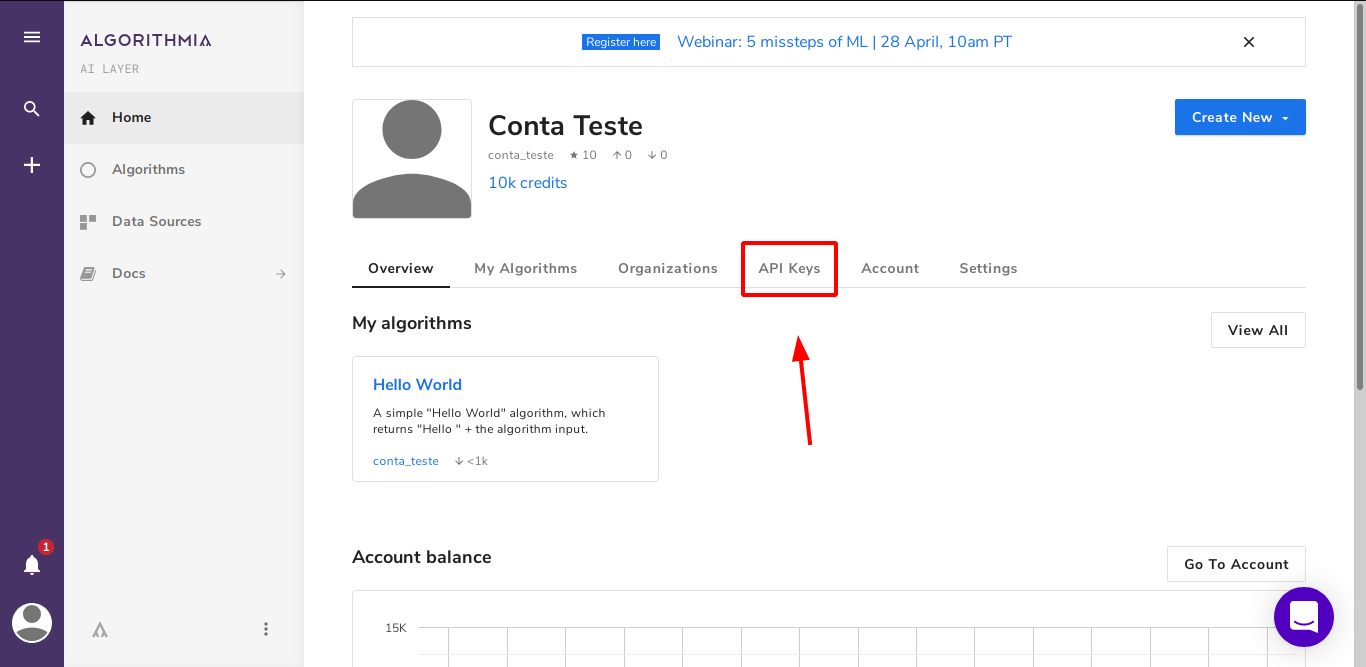 Register here Webinar: 5 missteps of ML | 28 April, 10am PT
ALGORITHMIA
AI LAYER
Home
Algorithms
Data Sources
Docs
Conta Teste
conta_teste 10 0 0
10k credits
Create New
Overview My Algorithms Organizations API Keys Account Settings
My algorithms
View All
Hello World
A simple "Hello World" algorithm, which
returns "Hello " + the algorithm input.
conta_teste <1k
Account balance
Go To Account
15K
1